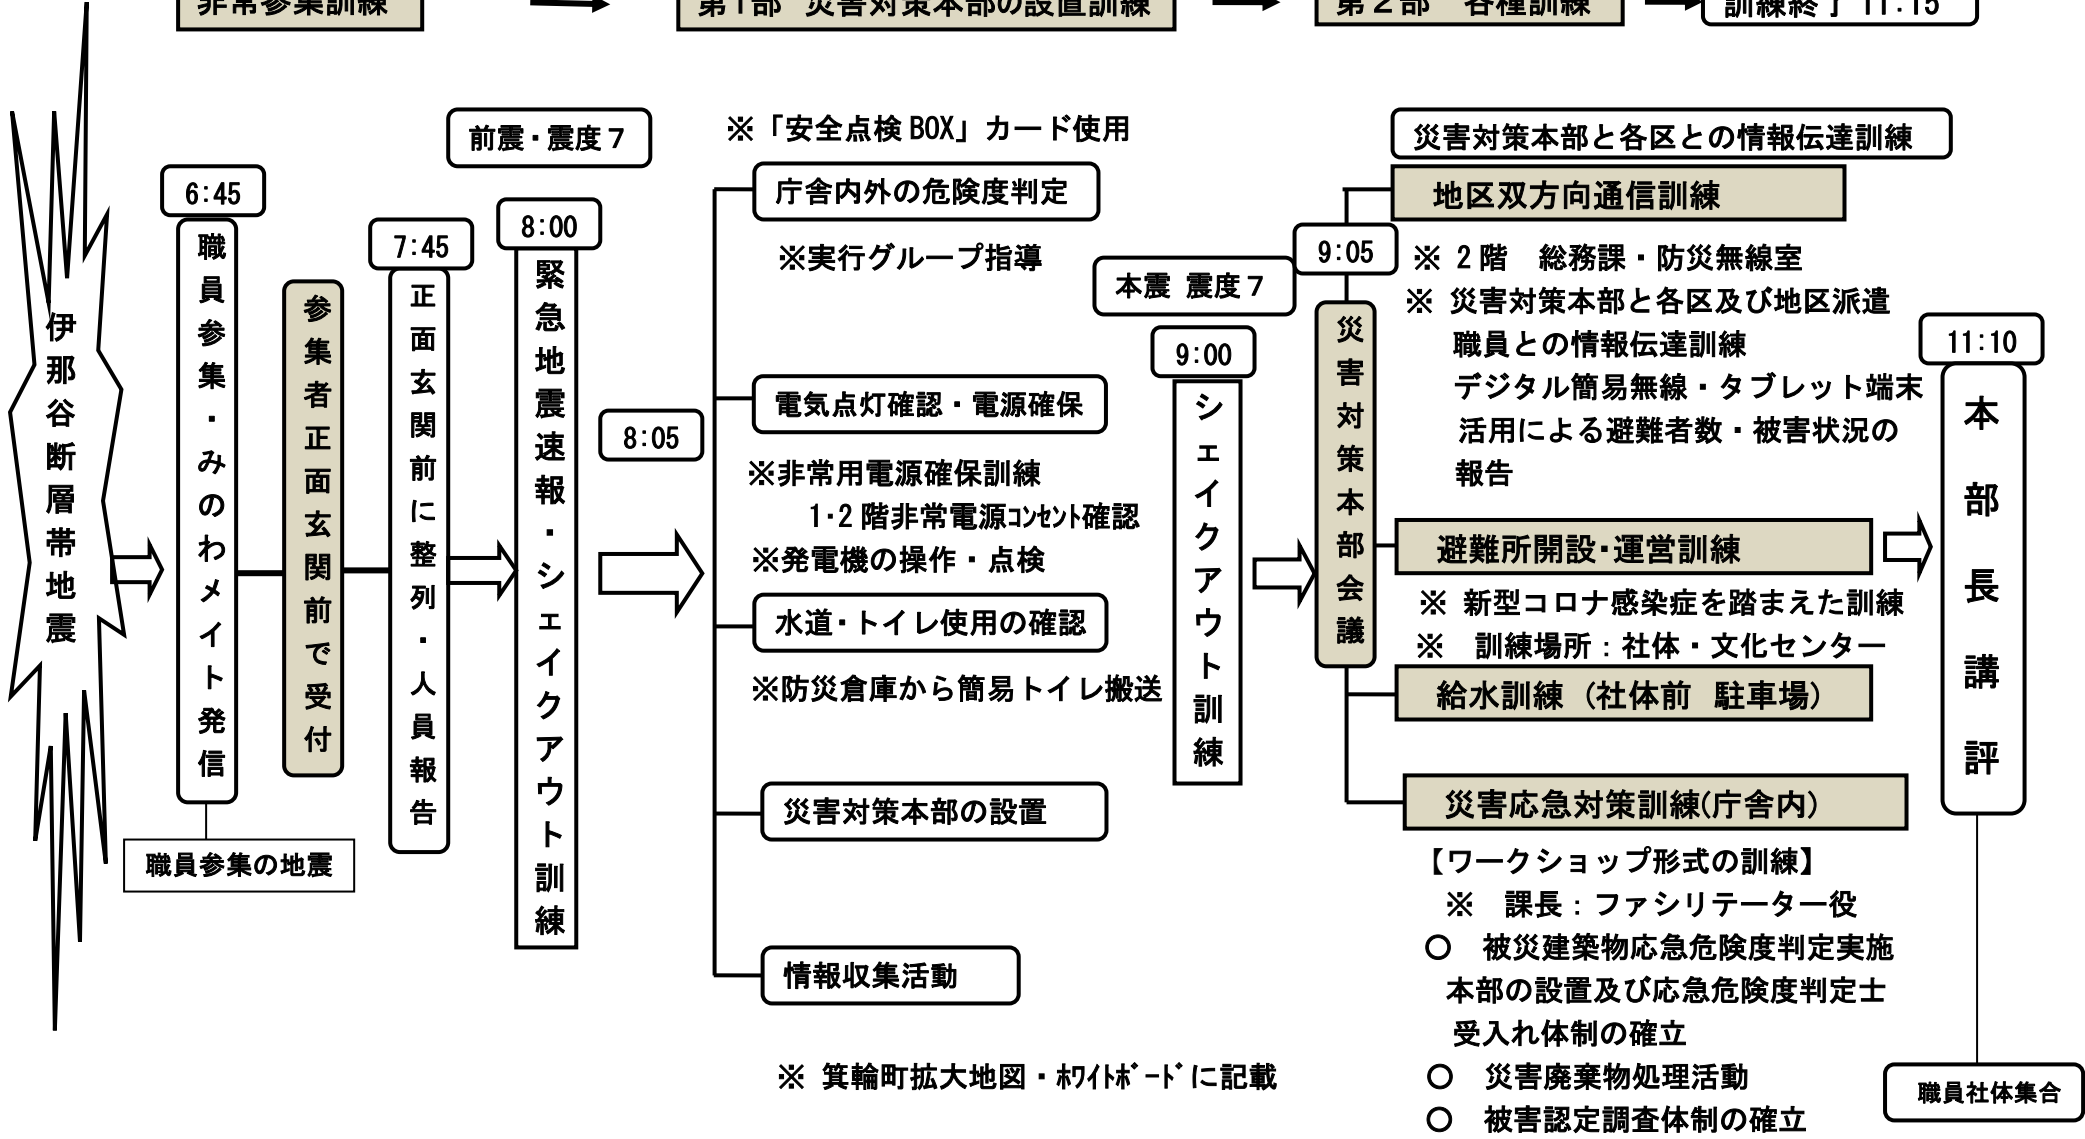 非常参集訓練
第1部 災害対策本部の設置訓練
第２部 各種訓練
訓練終了 11:15
伊那谷断層帯地震
6:45
職員参集・みのわメイト発信
職員参集の地震
参集者正面玄関前で受付
7:45
正面玄関前に整列・人員報告
前震・震度７
8:00
緊急地震速報・シェイクアウト訓練
8:05
※「安全点検 BOX」カード使用
庁舎内外の危険度判定
※実行グループ指導
電気点灯確認・電源確保
※非常用電源確保訓練
1・2 階非常電源ｺﾝｾﾝﾄ確認
※発電機の操作・点検
水道・トイレ使用の確認
※防災倉庫から簡易トイレ搬送
災害対策本部の設置
情報収集活動
※ 箕輪町拡大地図・ﾎﾜｲﾄﾎﾞｰﾄﾞに記載
本震 震度７
9:00
シェイクアウト訓練
9:05
災害対策本部会議
災害対策本部と各区との情報伝達訓練
地区双方向通信訓練
※ 2 階 総務課・防災無線室
※ 災害対策本部と各区及び地区派遣
職員との情報伝達訓練
デジタル簡易無線・タブレット端末
活用による避難者数・被害状況の
報告
避難所開設・運営訓練
※ 新型コロナ感染症を踏まえた訓練
※ 訓練場所：社体・文化センター
給水訓練（社体前 駐車場）
災害応急対策訓練(庁舎内)
【ワークショップ形式の訓練】
※ 課長：ファシリテーター役
○ 被災建築物応急危険度判定実施
本部の設置及び応急危険度判定士
受入れ体制の確立
○ 災害廃棄物処理活動
○ 被害認定調査体制の確立
11:10
本部長講評
職員社体集合